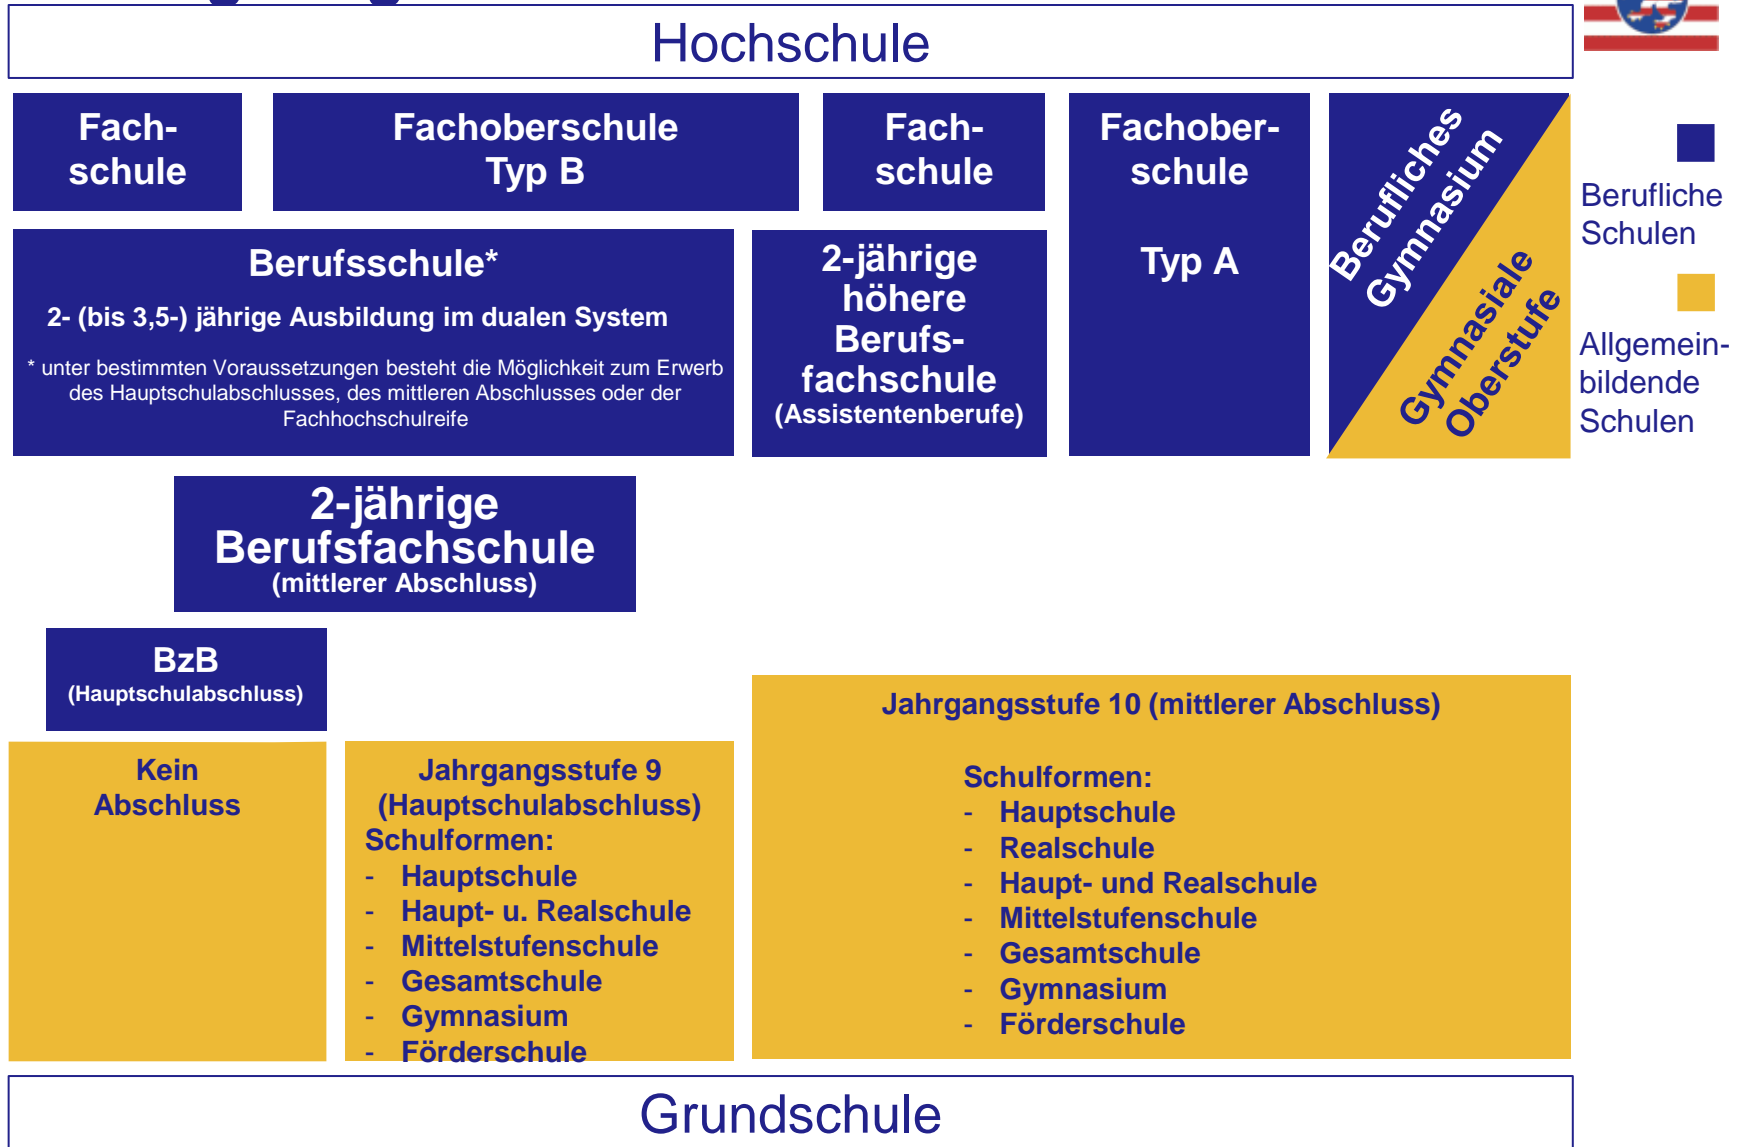 Hochschule
Fach-
schule
Fachoberschule
Typ B
Fach-
schule
Fachober-
schule
Typ A
Berufliches
Gymnasium
Gymnasiale
Oberstufe
Berufliche
Schulen
Allgemein-
bildende
Schulen
Berufsschule*
2- (bis 3,5-) jährige Ausbildung im dualen System
* unter bestimmten Voraussetzungen besteht die Möglichkeit zum Erwerb
des Hauptschulabschlusses, des mittleren Abschlusses oder der
Fachhochschulreife
2-jährige
höhere
Berufs-
fachschule
(Assistentenberufe)
2-jährige
Berufsfachschule
(mittlerer Abschluss)
BzB
(Hauptschulabschluss)
Kein
Abschluss
Jahrgangsstufe 9
(Hauptschulabschluss)
Schulformen:
- Hauptschule
- Haupt- u. Realschule
- Mittelstufenschule
- Gesamtschule
- Gymnasium
- Förderschule
Jahrgangsstufe 10 (mittlerer Abschluss)
Schulformen:
- Hauptschule
- Realschule
- Haupt- und Realschule
- Mittelstufenschule
- Gesamtschule
- Gymnasium
- Förderschule
Grundschule